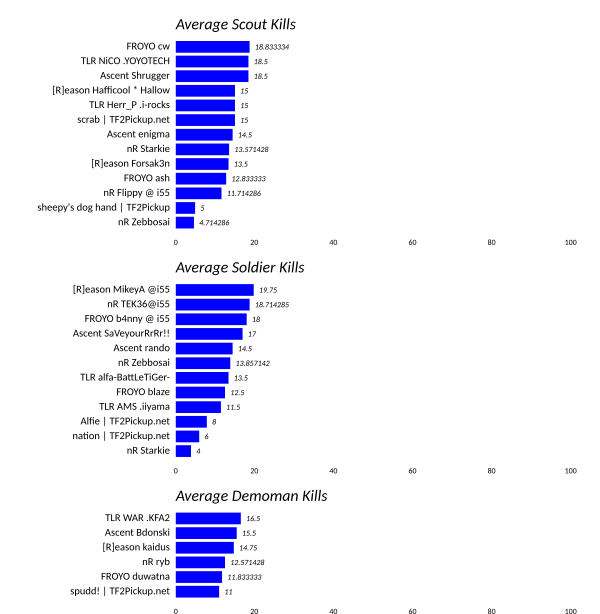 Average Scout Kills
FROYO cw 18.833334
TLR NiCO .YOYOTECH 18.5
Ascent Shrugger 18.5
[R]eason Hafficool * Hallow 15
TLR Herr_P .i-rocks 15
scrab | TF2Pickup.net 15
Ascent enigma 14.5
nR Starkie 13.571428
[R]eason Forsak3n 13.5
FROYO ash 12.833333
nR Flippy @ i55 11.714286
sheepy's dog hand | TF2Pickup 5
nR Zebbosai 4.714286
0 20 40 60 80 100
Average Soldier Kills
[R]eason MikeyA @i55 19.75
nR TEK36@i55 18.714285
FROYO b4nny @ i55 18
Ascent SaVeyourRrRr!! 17
Ascent rando 14.5
nR Zebbosai 13.857142
TLR alfa-BattLeTiGer- 13.5
FROYO blaze 12.5
TLR AMS .iiyama 11.5
Alfie | TF2Pickup.net 8
nation | TF2Pickup.net 6
nR Starkie 4
0 20 40 60 80 100
Average Demoman Kills
TLR WAR .KFA2 16.5
Ascent Bdonski 15.5
[R]eason kaidus 14.75
nR ryb 12.571428
FROYO duwatna 11.833333
spudd! | TF2Pickup.net 11
0 20 40 60 80 100